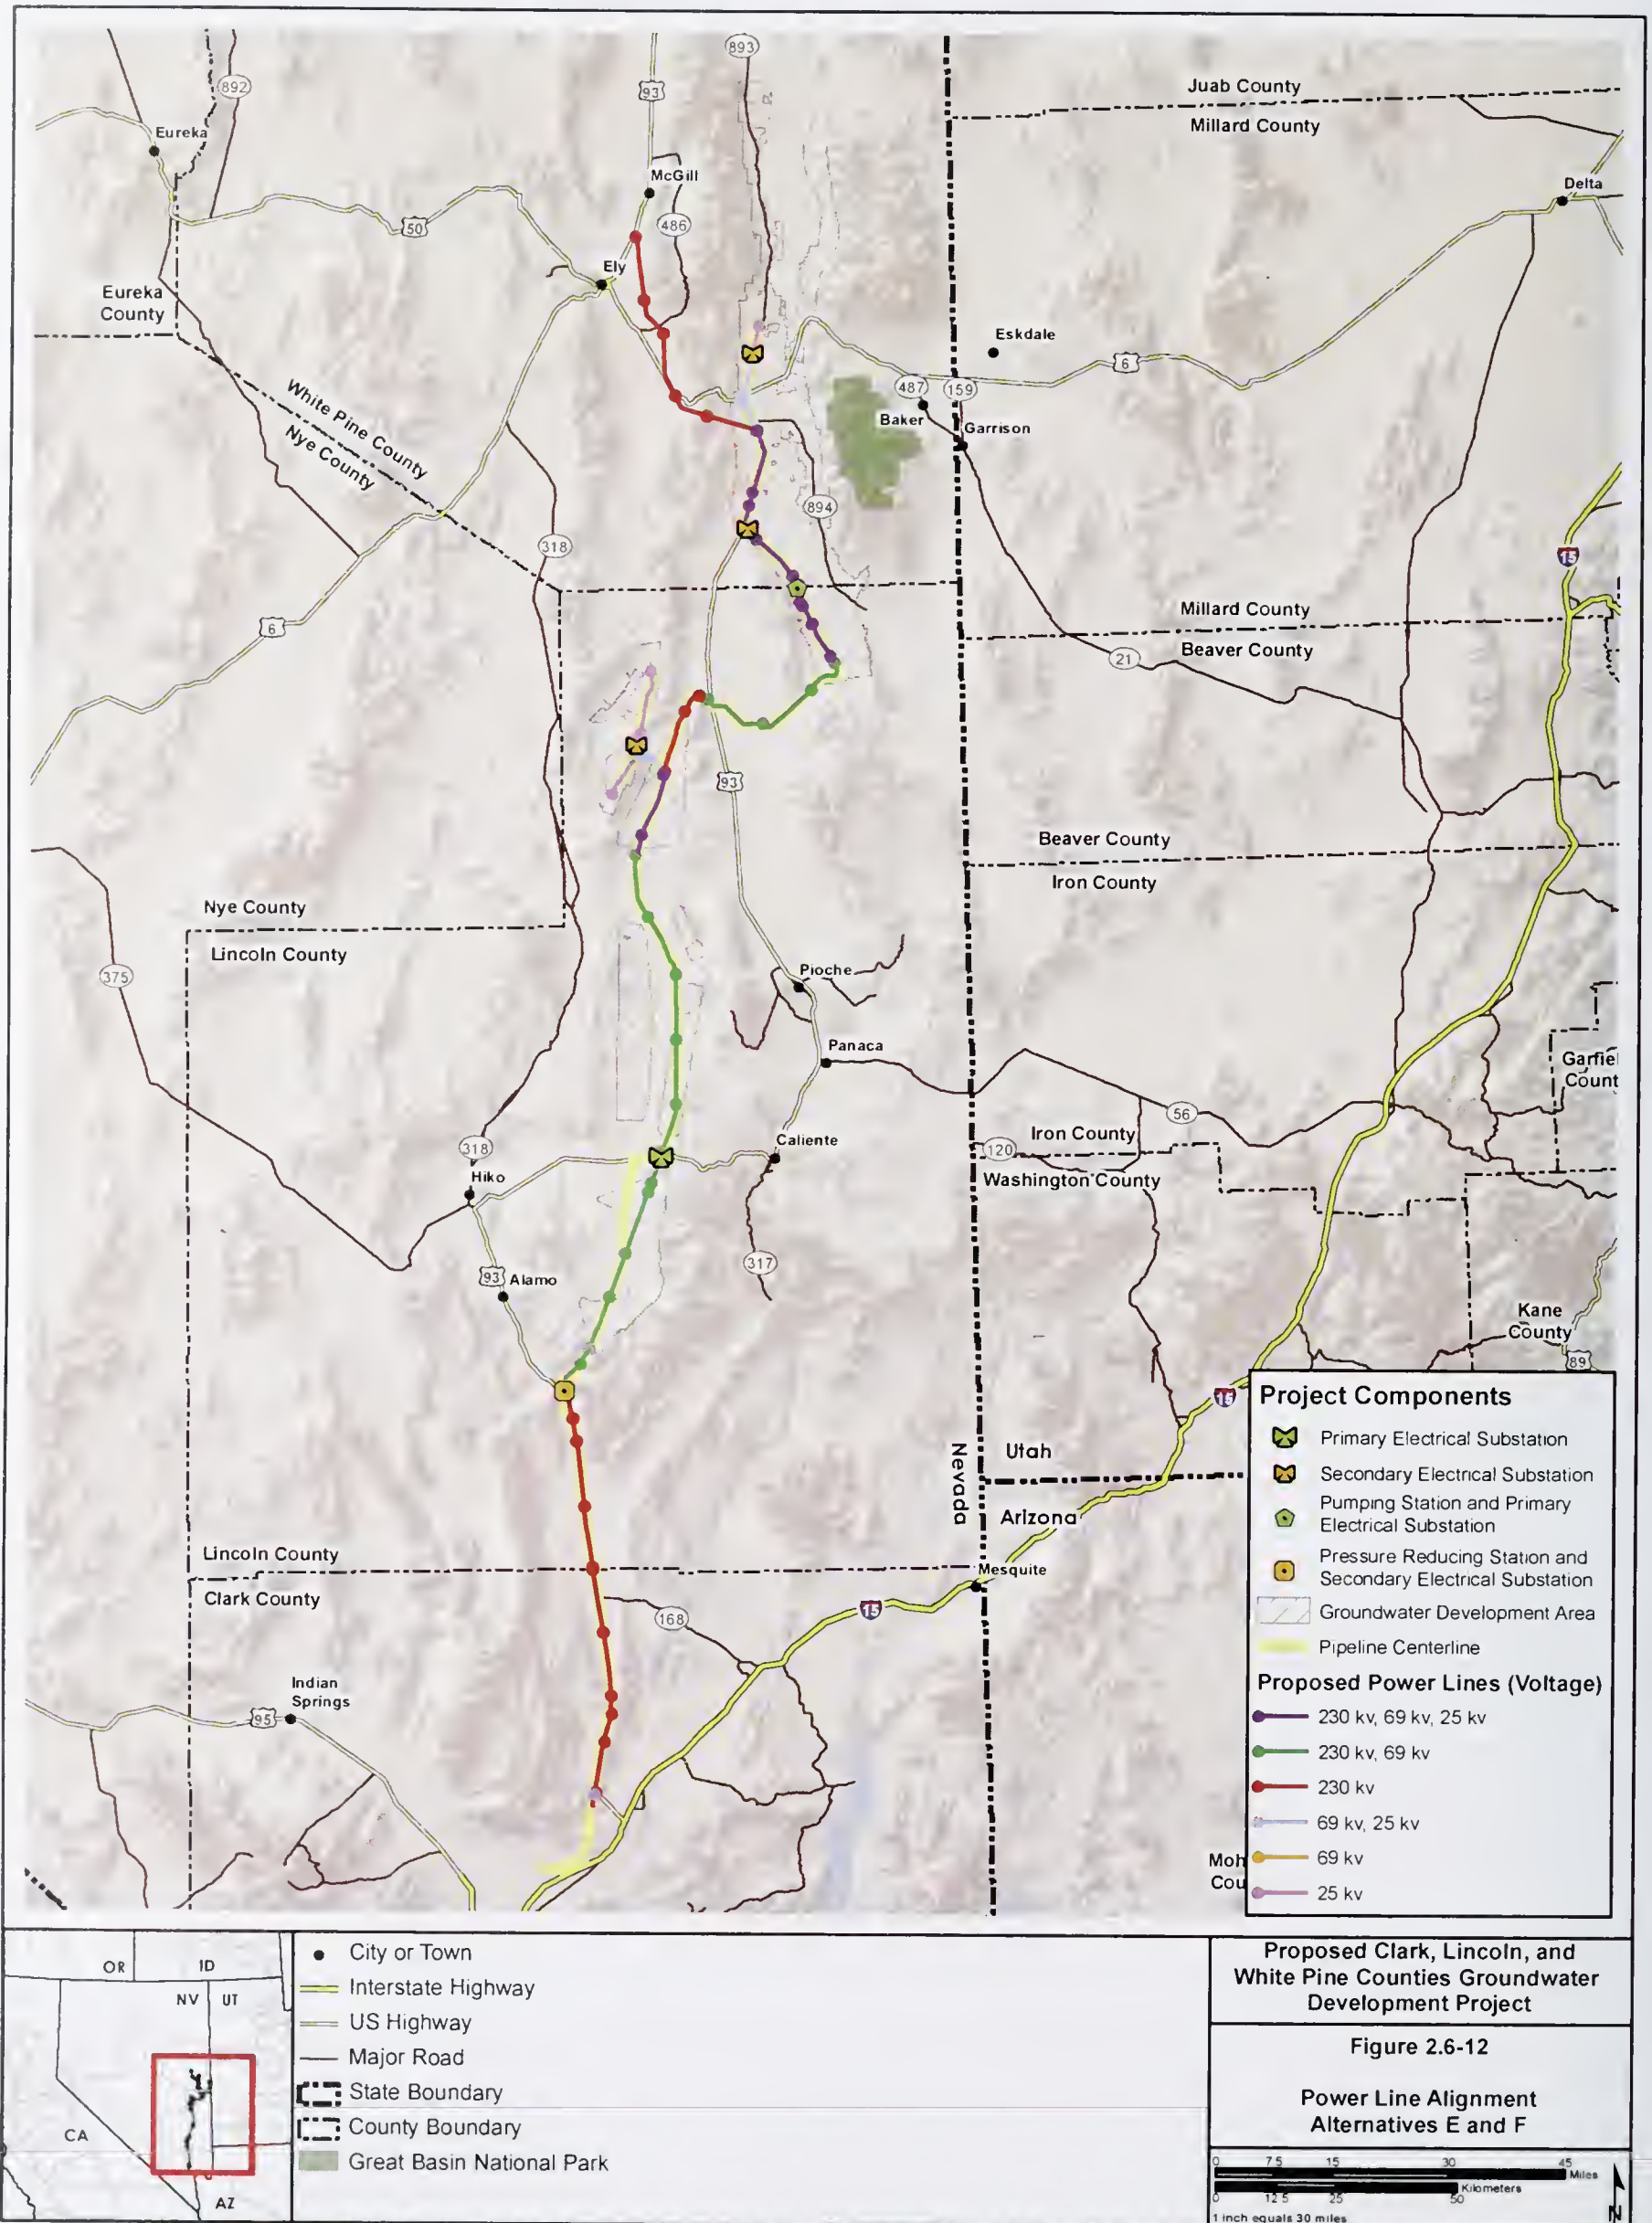 893
892
93
Juab County
Millard County
Eureka
McGill
Delta
486
50
Ely
Eureka
County
Eskdale
6
487
159
Baker
Garrison
White Pine County
Nye County
894
318
15
6
Millard County
Beaver County
21
93
Beaver County
Iron County
Nye County
Lincoln County
375
Pioche
Panaca
Garfiel
Count
56
Iron County
120
Caliente
318
Hiko
Washington County
317
93
Alamo
Kane
County
89
15
Nevada
Utah
Arizona
Lincoln County
Clark County
Mesquite
15
168
Indian
Springs
95
Moh
Cou
Project Components
Primary Electrical Substation
Secondary Electrical Substation
Pumping Station and Primary
Electrical Substation
Pressure Reducing Station and
Secondary Electrical Substation
Groundwater Development Area
Pipeline Centerline
Proposed Power Lines (Voltage)
230 kv, 69 kv, 25 kv
230 kv, 69 kv
230 kv
69 kv, 25 kv
69 kv
25 kv
OR
ID
NV
UT
CA
AZ
City or Town
Interstate Highway
US Highway
Major Road
State Boundary
County Boundary
Great Basin National Park
Proposed Clark, Lincoln, and
White Pine Counties Groundwater
Development Project
Figure 2.6-12
Power Line Alignment
Alternatives E and F
0 7.5 15 30 45
Miles
Kilometers
0 12.5 25 50
1 inch equals 30 miles
N